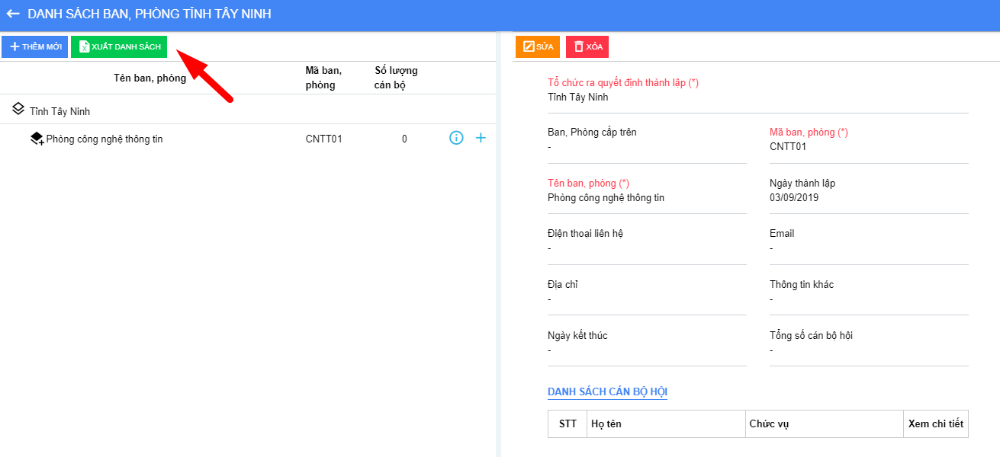 DANH SÁCH BAN, PHÒNG TỈNH TÂY NINH
THÊM MỚI
XUẤT DANH SÁCH
Tên ban, phòng
Mã ban,
phòng
Số lượng
cán bộ
Tỉnh Tây Ninh
Phòng công nghệ thông tin
CNTT01
0
SỬA
XÓA
Tổ chức ra quyết định thành lập (*)
Tỉnh Tây Ninh
Ban, Phòng cấp trên
-
Mã ban, phòng (*)
CNTT01
Tên ban, phòng (*)
Phòng công nghệ thông tin
Ngày thành lập
03/09/2019
Điện thoại liên hệ
-
Email
-
Địa chỉ
-
Thông tin khác
-
Ngày kết thúc
-
Tổng số cán bộ hội
-
DANH SÁCH CÁN BỘ HỘI
STT
Họ tên
Chức vụ
Xem chi tiết